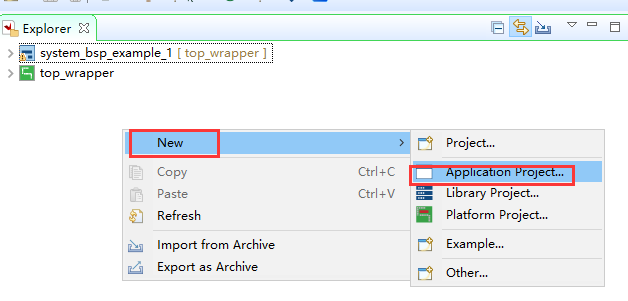 Explorer
system_bsp_example_1 [ top_wrapper ]
top_wrapper
New
Copy Ctrl+C
Paste Ctrl+V
Refresh
Import from Archive
Export as Archive
Project...
Application Project...
Library Project...
Platform Project...
Example...
Other...